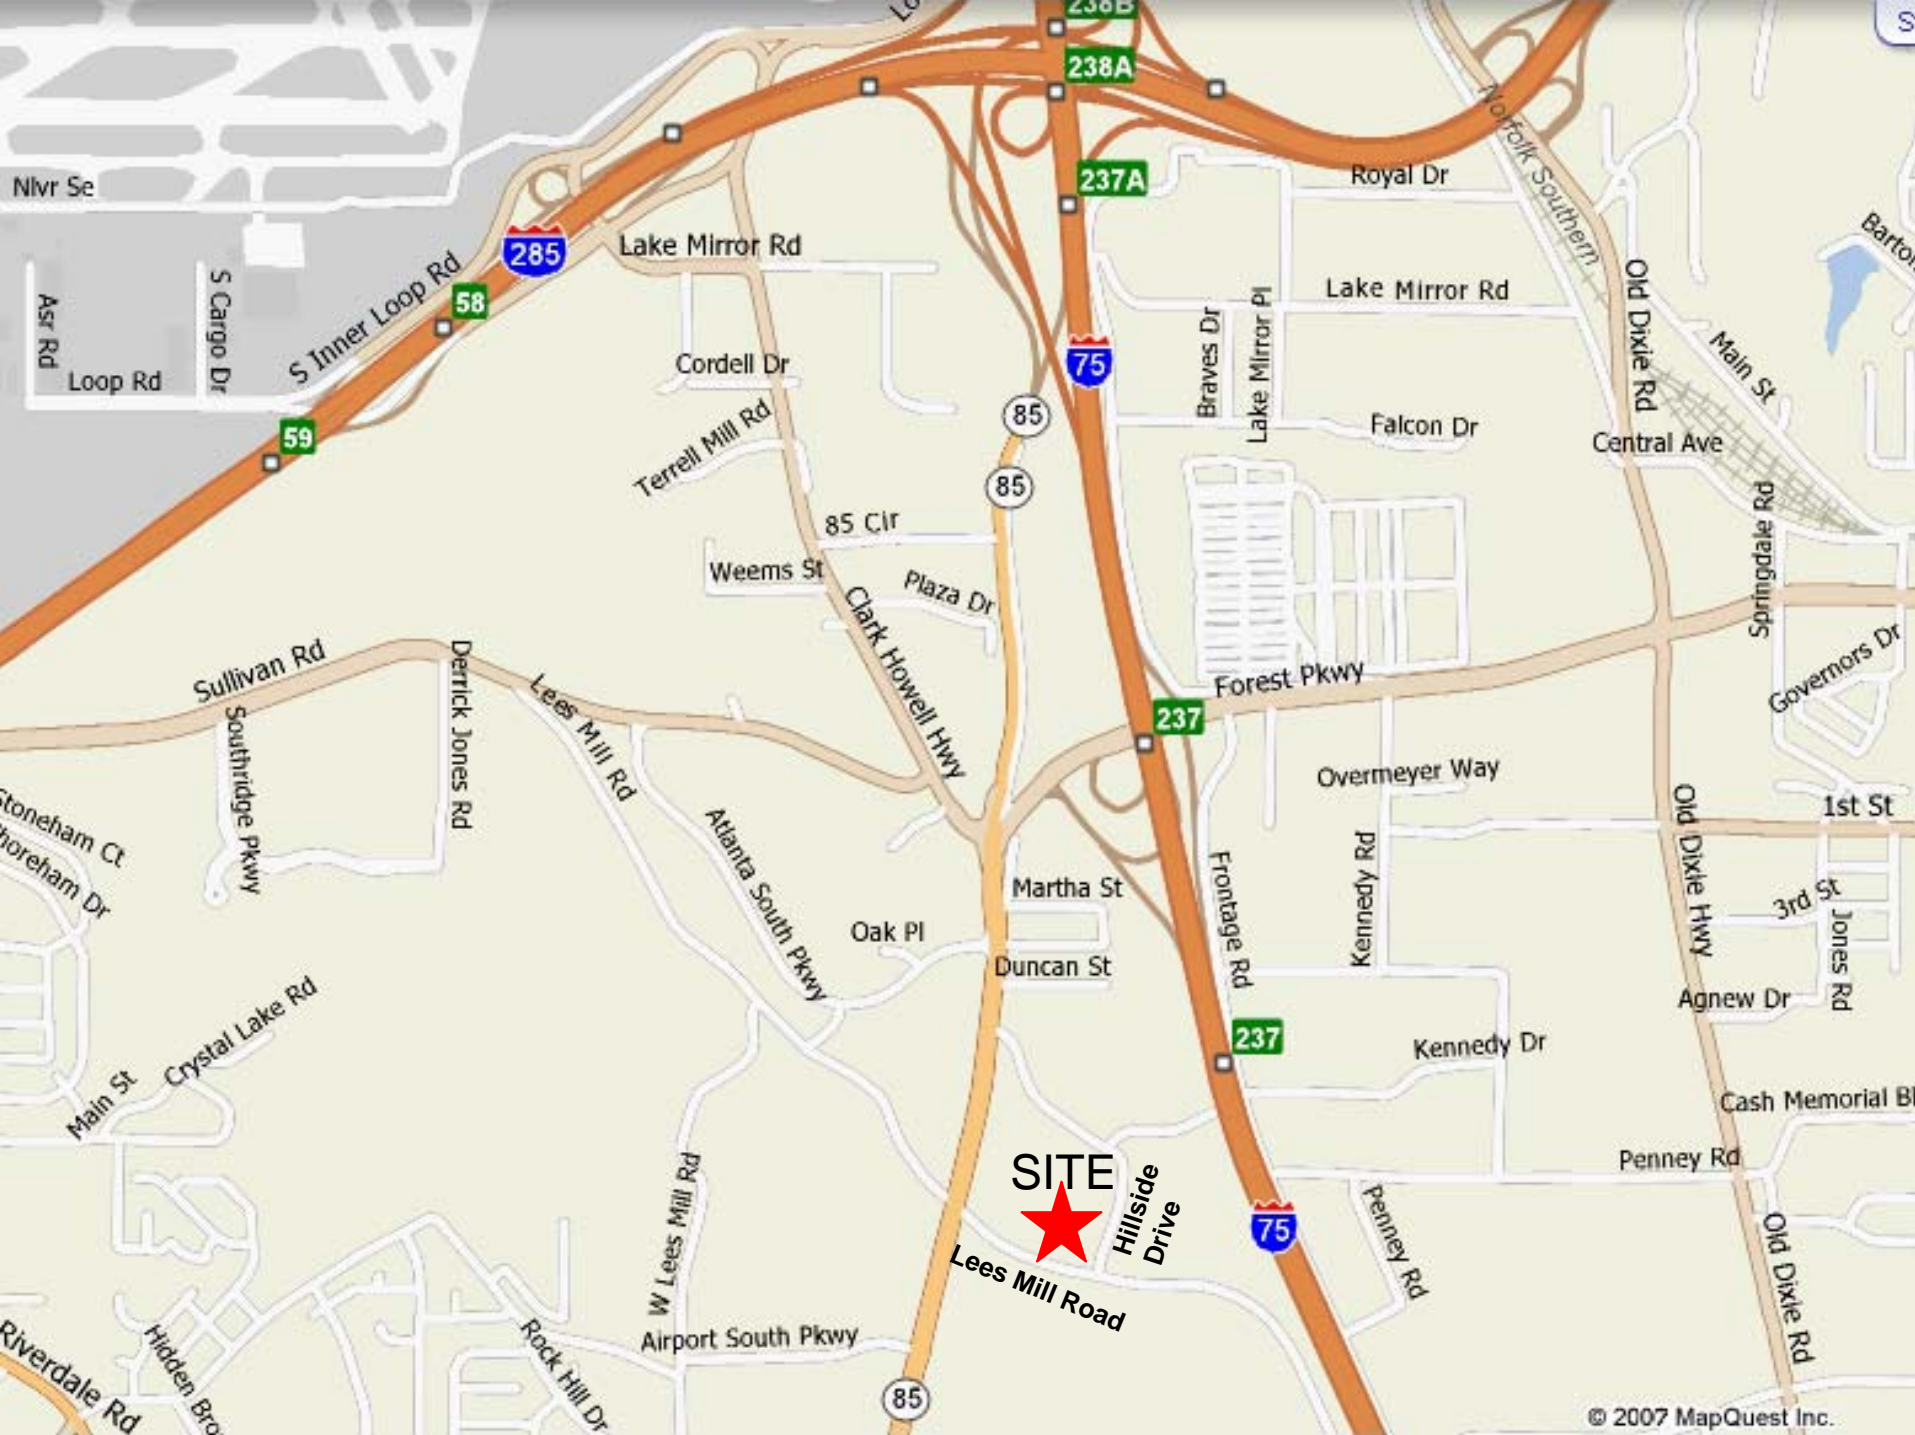 238B
238A
237A
Nlvr Se
Royal Dr
Norfolk Southern
285
Lake Mirror Rd
58
S Inner Loop Rd
S Cargo Dr
Asr Rd
Loop Rd
59
Lake Mirror Rd
Old Dixie Rd
Main St
Braves Dr
Lake Mirror Pl
75
Cordell Dr
Terrell Mill Rd
85
85
Falcon Dr
Central Ave
Springdale Rd
85 Cir
Weems St
Plaza Dr
Clark Howell Hwy
Sullivan Rd
Derrick Jones Rd
Lees Mill Rd
Southridge Pkwy
Forest Pkwy
237
Governors Dr
Overmeyer Way
1st St
Old Dixie Hwy
Atlanta South Pkwy
Kennedy Rd
Frontage Rd
Martha St
Oak Pl
Duncan St
3rd St
Jones Rd
Agnew Dr
Stoneham Ct
horeham Dr
Crystal Lake Rd
Main St
237
Kennedy Dr
Cash Memorial Bl
Penney Rd
SITE
Hillside
Drive
75
Penney Rd
Old Dixie Rd
Lees Mill Road
W Lees Mill Rd
Airport South Pkwy
Rock Hill Dr
Hidden Bro
Riverdale Rd
85
© 2007 MapQuest Inc.